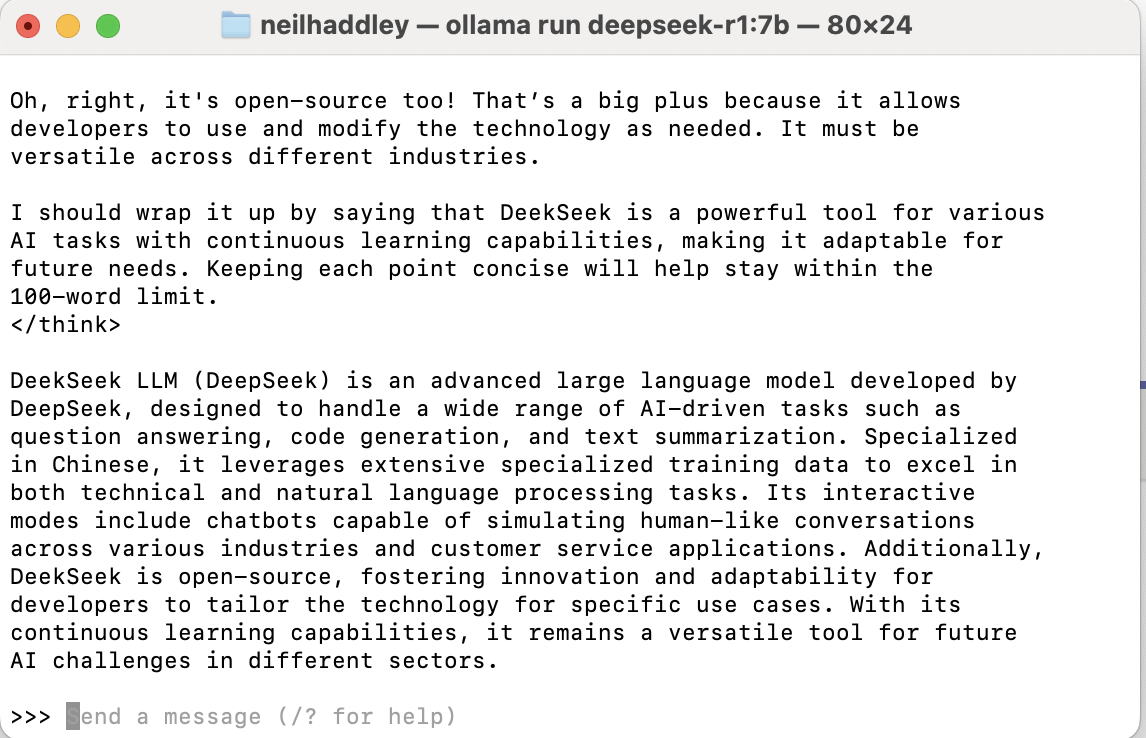 neilhaddley — ollama run deepseek-r1:7b — 80×24
Oh, right, it's open-source too! That’s a big plus because it allows
developers to use and modify the technology as needed. It must be
versatile across different industries.
I should wrap it up by saying that DeekSeek is a powerful tool for various
AI tasks with continuous learning capabilities, making it adaptable for
future needs. Keeping each point concise will help stay within the
100-word limit.
</think>
DeekSeek LLM (DeepSeek) is an advanced large language model developed by
DeepSeek, designed to handle a wide range of AI-driven tasks such as
question answering, code generation, and text summarization. Specialized
in Chinese, it leverages extensive specialized training data to excel in
both technical and natural language processing tasks. Its interactive
modes include chatbots capable of simulating human-like conversations
across various industries and customer service applications. Additionally,
DeekSeek is open-source, fostering innovation and adaptability for
developers to tailor the technology for specific use cases. With its
continuous learning capabilities, it remains a versatile tool for future
AI challenges in different sectors.
>>> Send a message (/? for help)